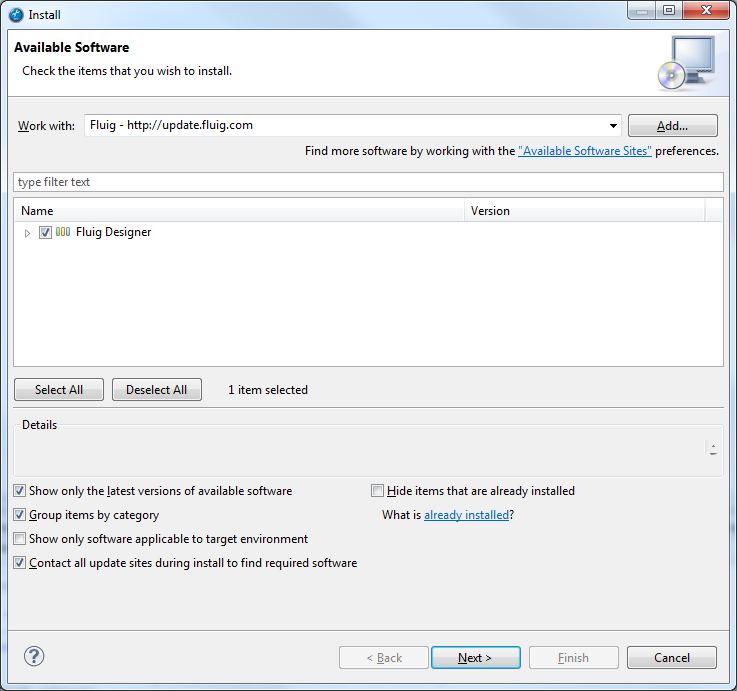 Install
Available Software
Check the items that you wish to install.
Work with: Fluig - http://update.fluig.com Add...
Find more software by working with the "Available Software Sites" preferences.
type filter text
Name Version
Fluig Designer
Select All Deselect All 1 item selected
Details
Show only the latest versions of available software Hide items that are already installed
Group items by category What is already installed?
Show only software applicable to target environment
Contact all update sites during install to find required software
? < Back Next > Finish Cancel